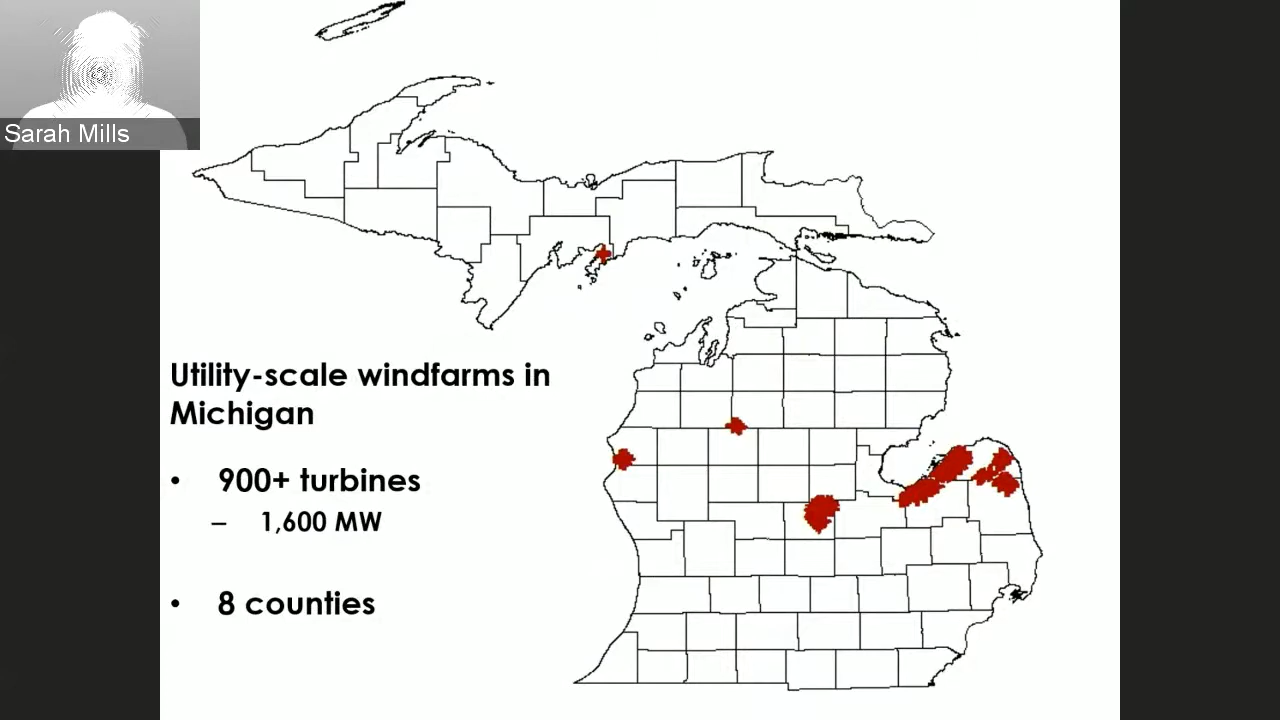 Sarah Mills
Utility-scale windfarms in
Michigan
• 900+ turbines
– 1,600 MW
• 8 counties